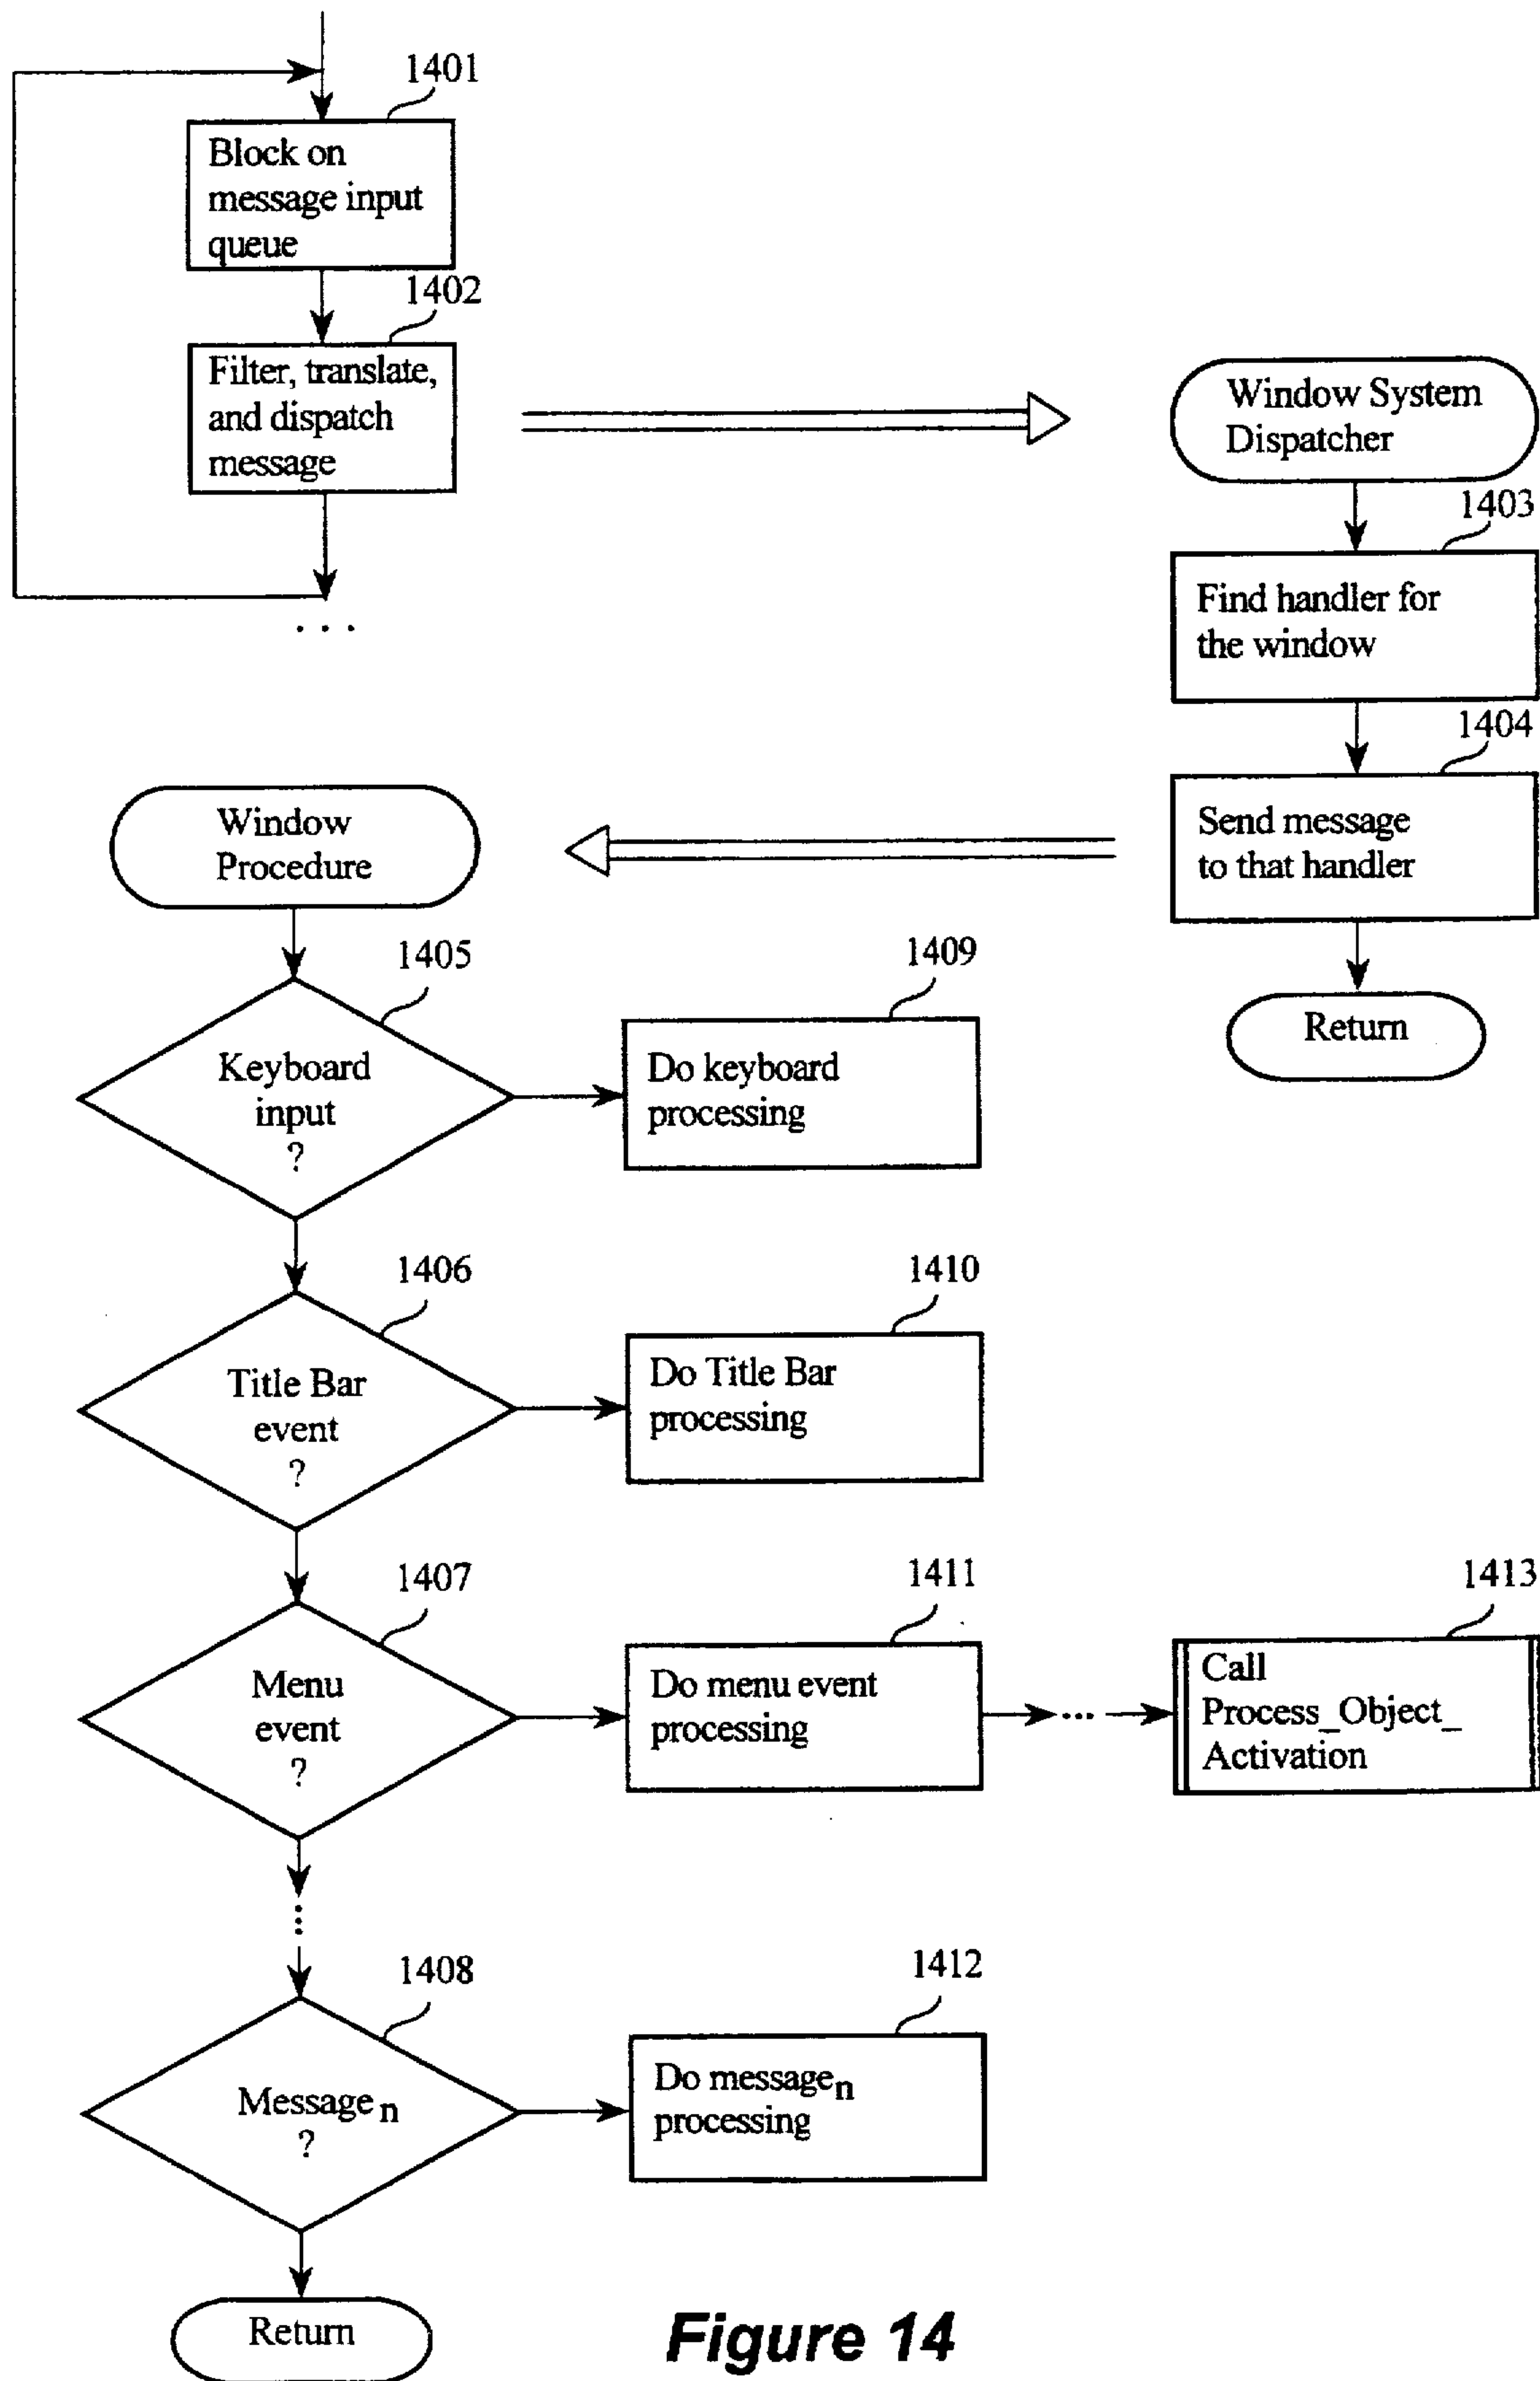 1401
Block on
message input
queue
1402
Filter, translate,
and dispatch
message
. . .
Window System
Dispatcher
1403
Find handler for
the window
1404
Send message
to that handler
Return
Window
Procedure
1405
Keyboard
input
?
1409
Do keyboard
processing
1406
Title Bar
event
?
1410
Do Title Bar
processing
1407
Menu
event
?
1411
Do menu event
processing
...
1413
Call
Process_Object_
Activation
...
1408
Message n
?
1412
Do message n
processing
Return
Figure 14